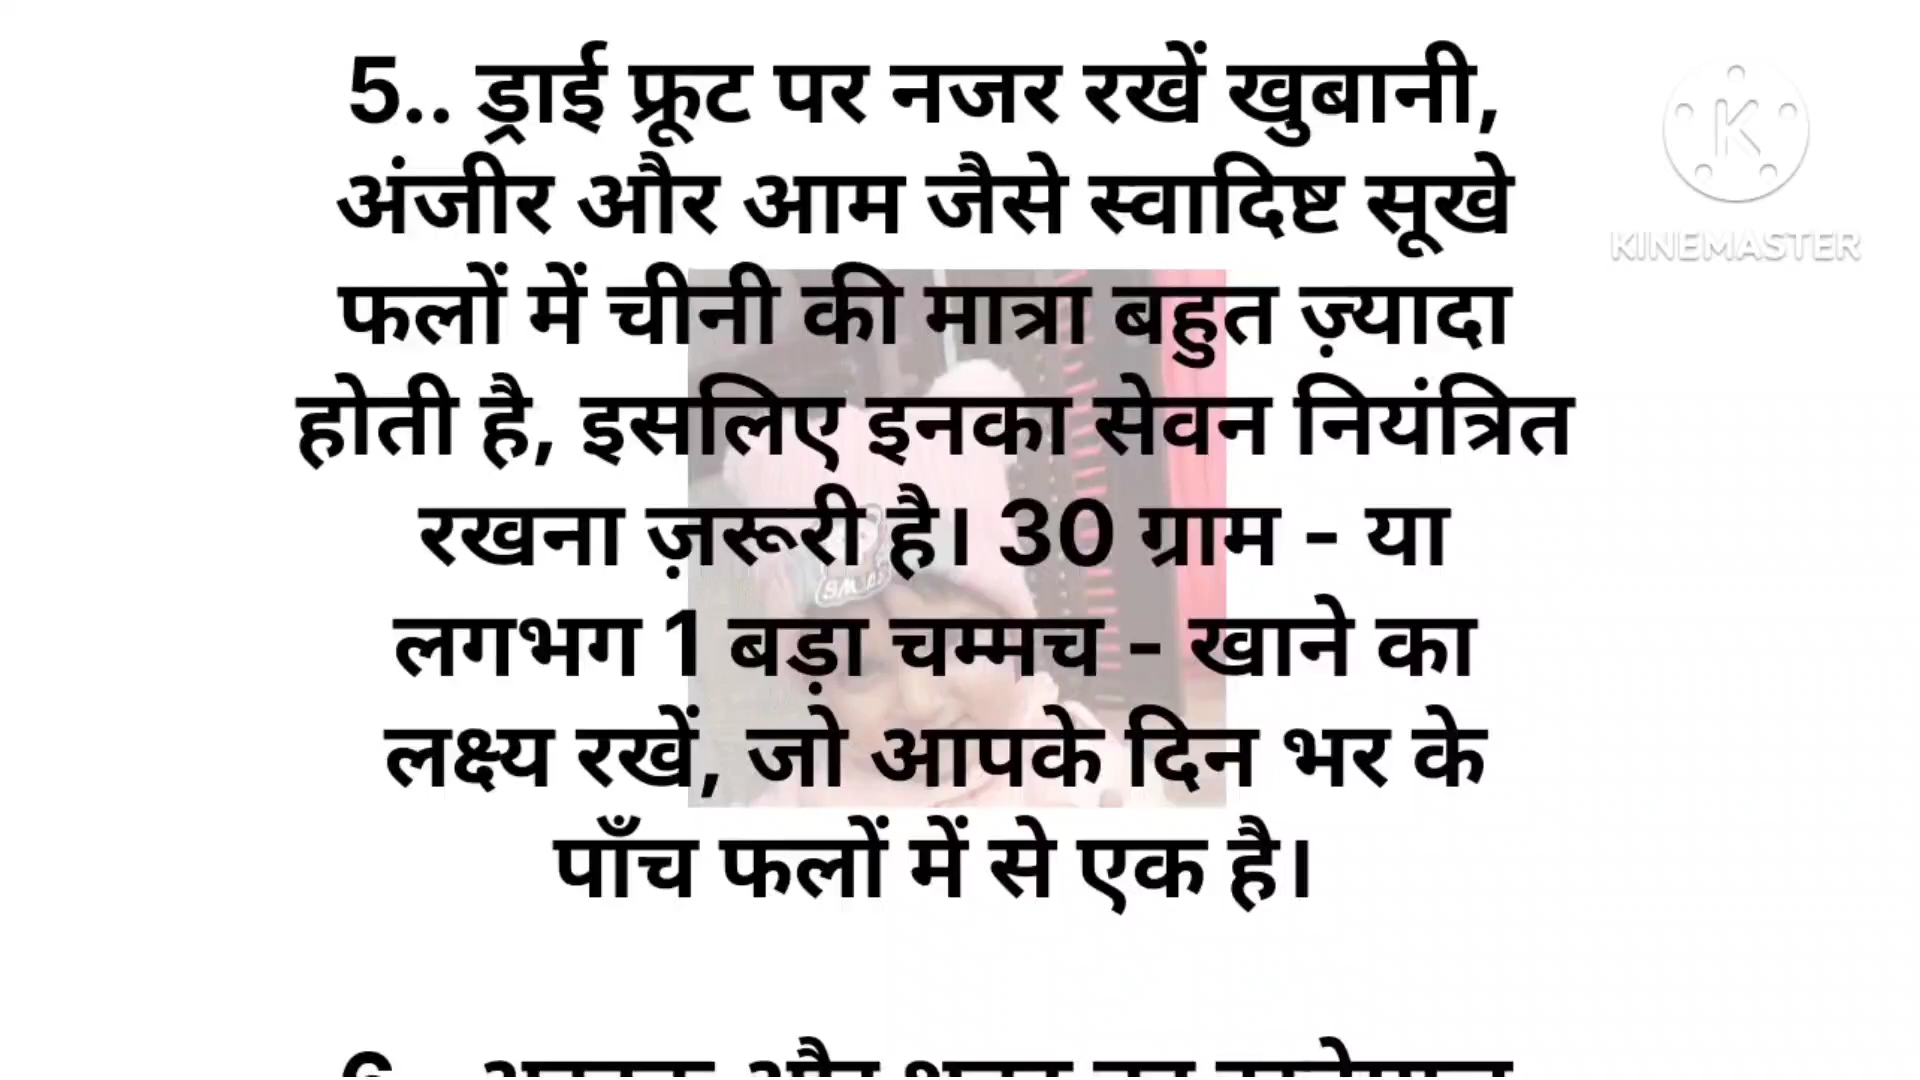 5.. ड्राई फ्रूट पर नजर रखें खुबानी,
अंजीर और आम जैसे स्वादिष्ट सूखे
फलों में चीनी की मात्रा बहुत ज़्यादा
होती है, इसलिए इनका सेवन नियंत्रित
रखना ज़रूरी है। 30 ग्राम - या
लगभग 1 बड़ा चम्मच - खाने का
लक्ष्य रखें, जो आपके दिन भर के
पाँच फलों में से एक है।
K
KINEMASTER